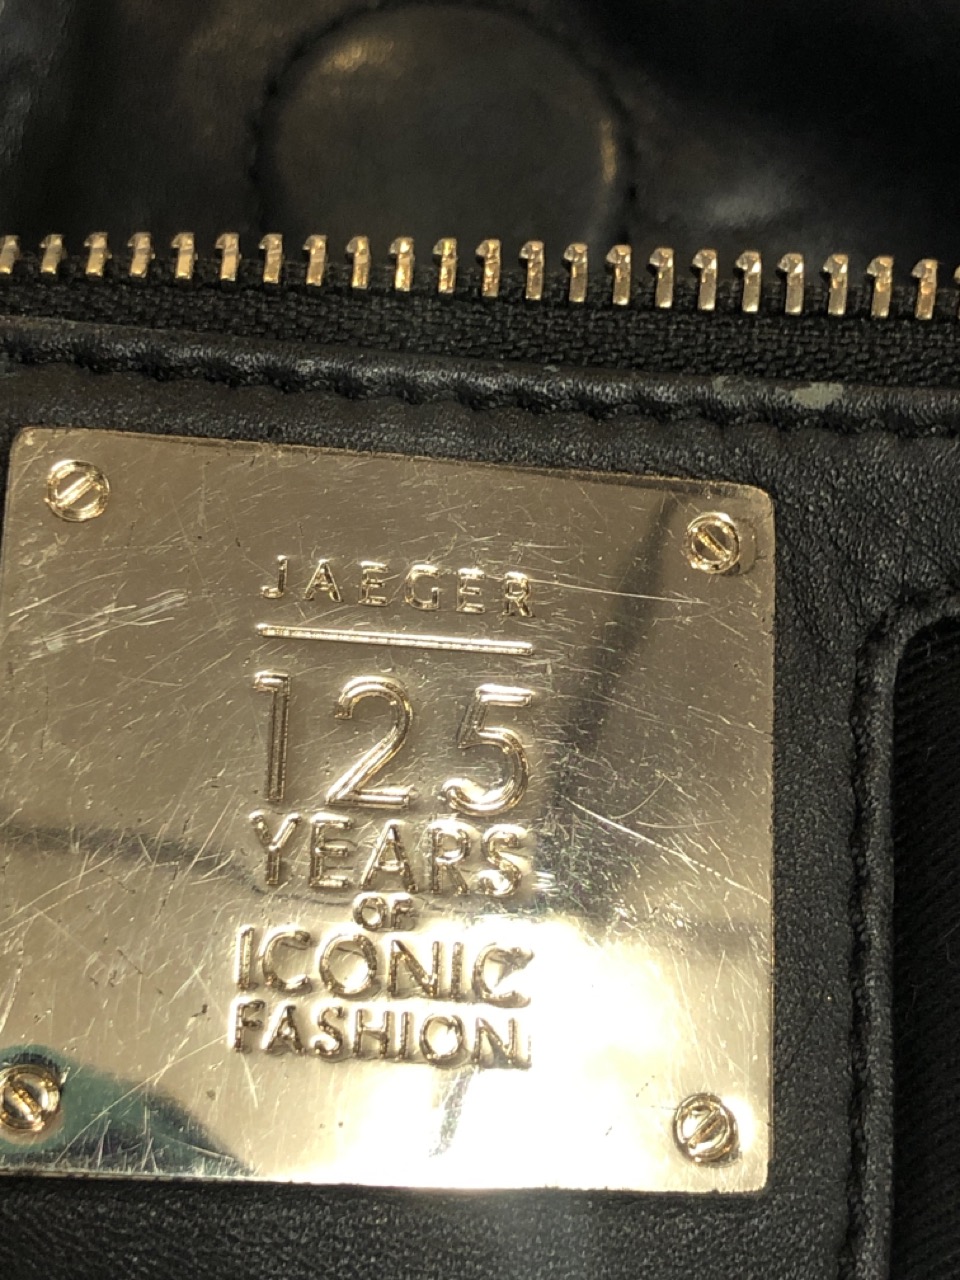 JAEGER
125
YEARS
OF
ICONIC
FASHION